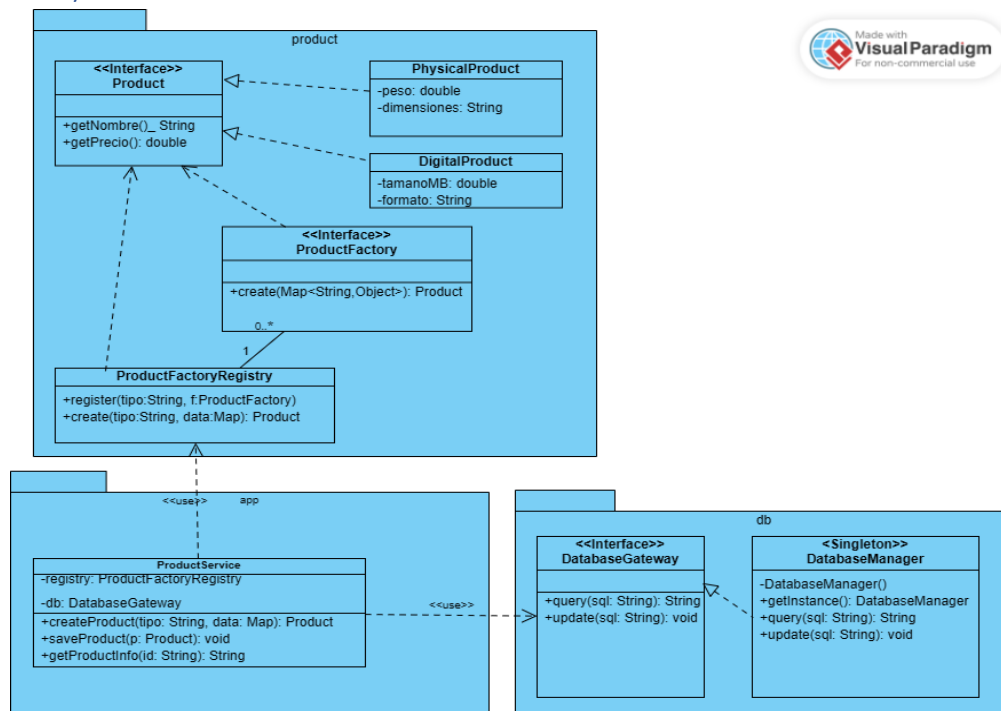 product
Made with
VisualParadigm
For non-commercial use
<<Interface>>
Product
+getNombre()_ String
+getPrecio(): double
PhysicalProduct
-peso: double
-dimensiones: String
DigitalProduct
-tamanoMB: double
-formato: String
<<Interface>>
ProductFactory
+create(Map<String,Object>): Product
0..*
1
ProductFactoryRegistry
+register(tipo:String, f:ProductFactory)
+create(tipo:String, data:Map): Product
<<use>>
app
ProductService
-registry: ProductFactoryRegistry
-db: DatabaseGateway
+createProduct(tipo: String, data: Map): Product
+saveProduct(p: Product): void
+getProductInfo(id: String): String
<<use>>
db
<<Interface>>
DatabaseGateway
+query(sql: String): String
+update(sql: String): void
<Singleton>>
DatabaseManager
-DatabaseManager()
+getInstance(): DatabaseManager
+query(sql: String): String
+update(sql: String): void